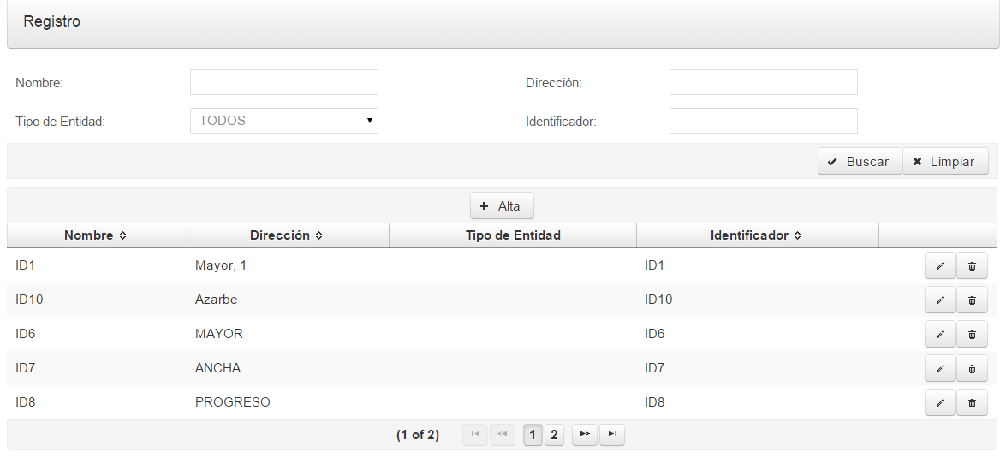 Registro
Nombre: Dirección:
Tipo de Entidad: TODOS Identificador:
Buscar Limpiar
Alta
Nombre Dirección Tipo de Entidad Identificador
ID1 Mayor, 1 ID1
ID10 Azarbe ID10
ID6 MAYOR ID6
ID7 ANCHA ID7
ID8 PROGRESO ID8
(1 of 2) 1 2